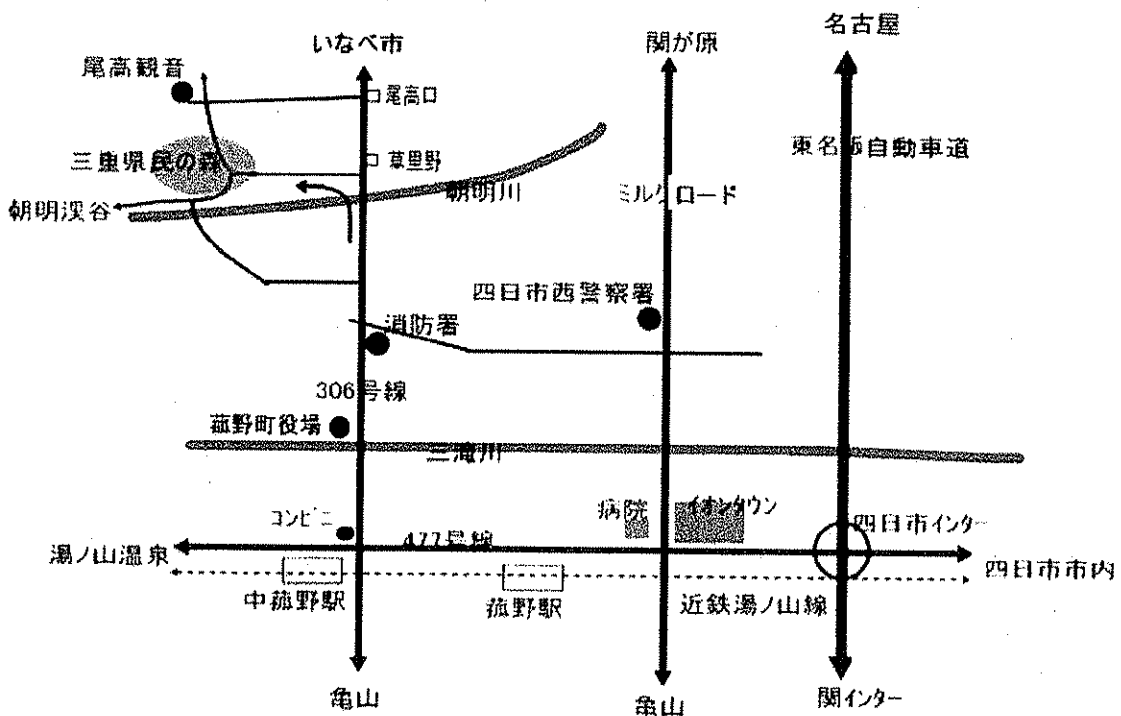 名古屋
いなべ市
関が原
尾高観音
尾高口
三重県民の森
草里野
東名阪自動車道
朝明渓谷
朝明川
ミルクロード
四日市西警察署
消防署
306号線
菰野町役場
三滝川
病院
イオンタウン
コンビニ
477号線
四日市インター
湯ノ山温泉
四日市市内
中菰野駅
菰野駅
近鉄湯ノ山線
亀山
亀山
関インター